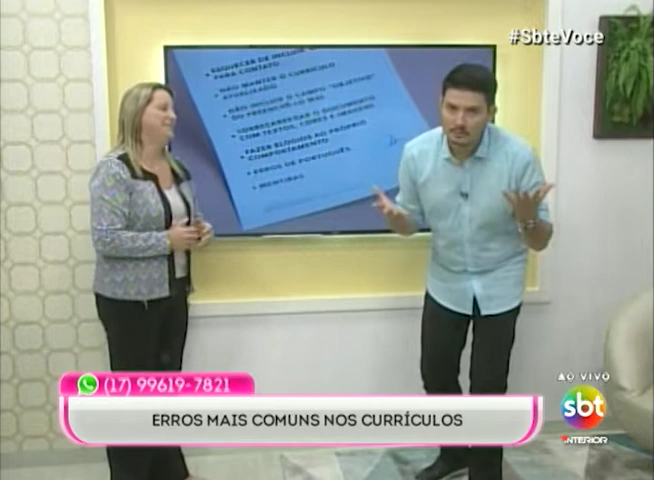 #SbteVoce
ESQUECER DE INCLUIR
PARA CONTATO
NÃO MANTER O CURRÍCULO
ATUALIZADO
NÃO INCLUIR O CAMPO "OBJETIVO"
OU PREENCHÊ-LO MAL
SOBRECARREGAR O DOCUMENTO
COM TEXTOS, CORES E IMAGENS
FAZER ELOGIOS AO PRÓPRIO
COMPORTAMENTO
ERROS DE PORTUGUÊS
MENTIRAS
(17) 99619-7821
ERROS MAIS COMUNS NOS CURRÍCULOS
AO VIVO
sbt
INTERIOR